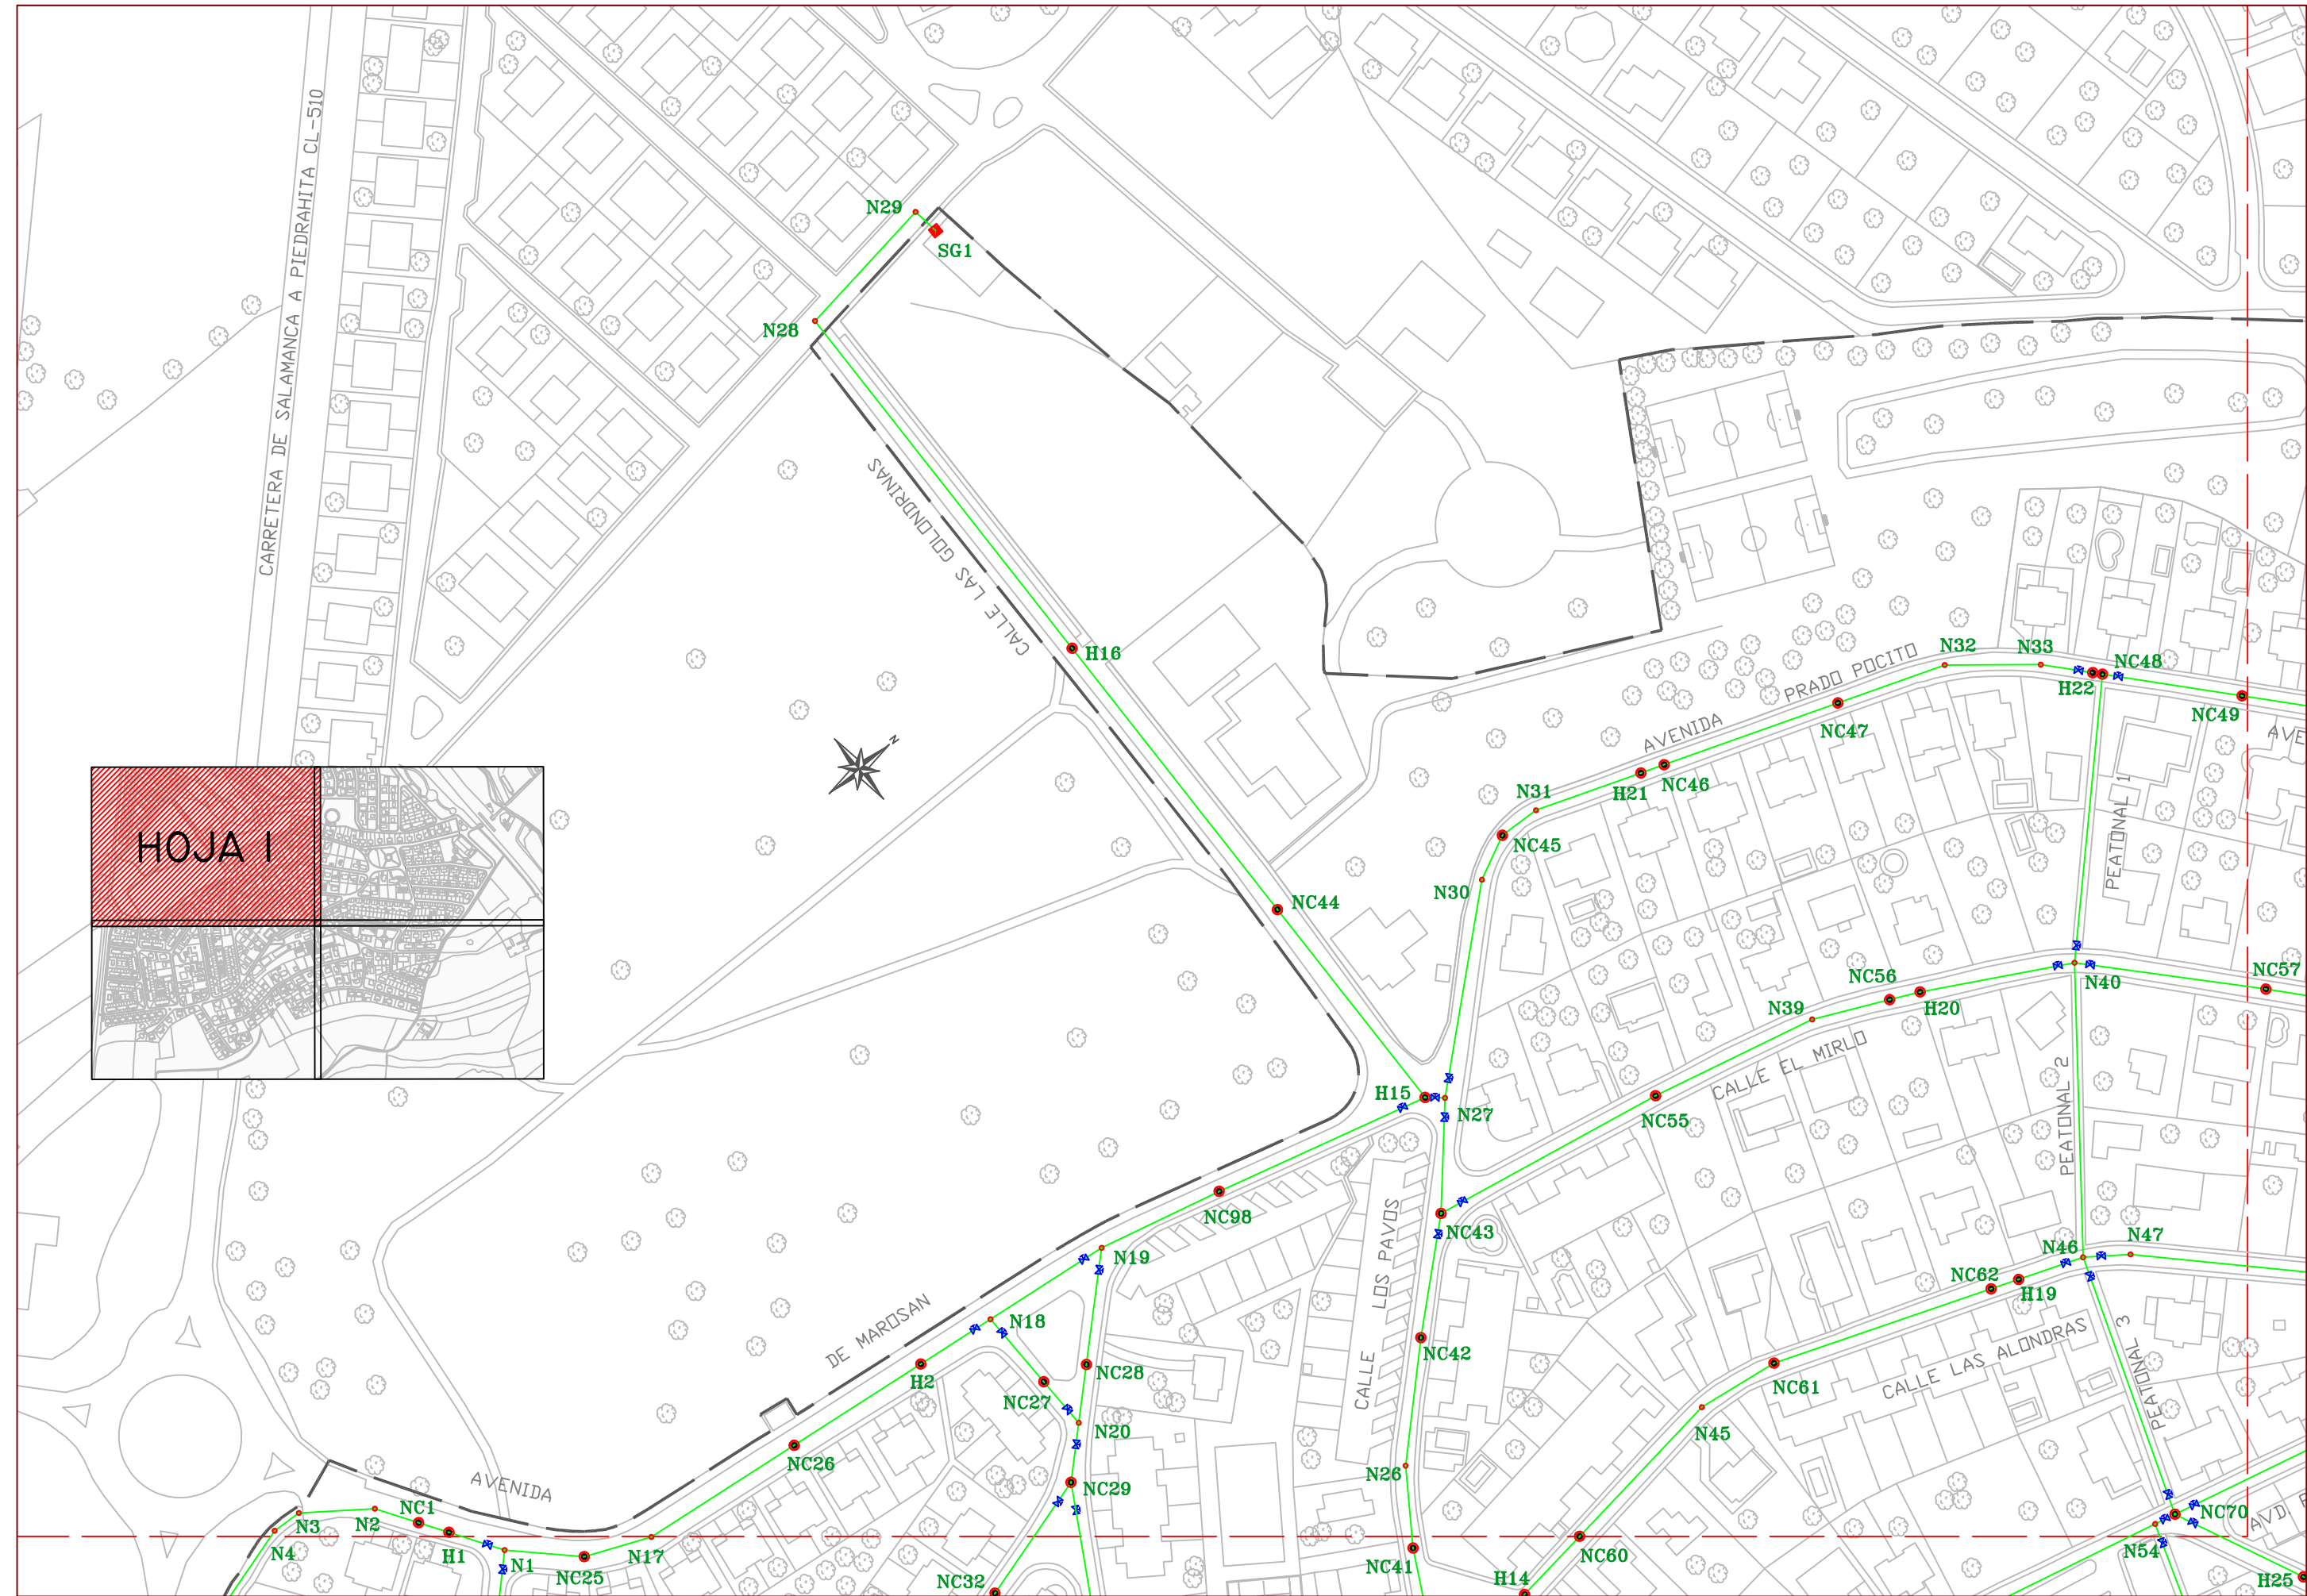 CARRETERA DE SALAMANCA A PIEDRAHITA CL-510
N29
SG1
N28
CALLE LAS GOLONDRINAS
H16
N
AVENIDA PRADO POCITO
N32
N33
NC48
H22
NC49
NC47
AVE
N31
H21
NC46
NC45
N30
PEATONAL 1
HOJA I
NC44
NC56
H20
N40
NC57
N39
CALLE EL MIRLO
H15
N27
NC55
PEATONAL 2
NC98
NC43
N19
N46
N47
NC62
H19
N18
DE MAROSAN
H2
NC28
NC27
CALLE LOS PAVOS
NC42
NC61
CALLE LAS ALONDRAS
PEATONAL 3
N20
N45
NC26
N26
NC29
AVENIDA
NC1
N3
N2
N4
H1
N1
NC25
N17
NC32
NC41
H14
NC60
NC70
N54
AVD.
H25